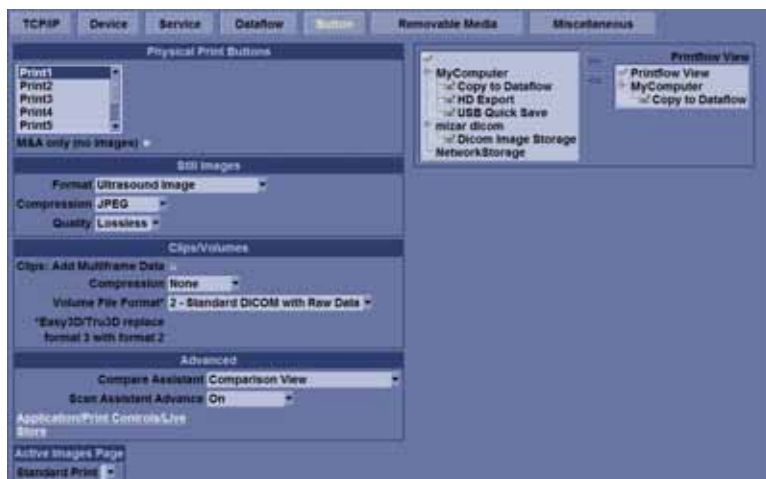 TCP/IP Device Service Dataflow Button Removable Media Miscellaneous
Physical Print Buttons
Print1
Print2
Print3
Print4
Print5
M&A only (no images)
Still Images
Format Ultrasound Image
Compression JPEG
Quality Lossless
Clips/Volumes
Clips: Add Multiframe Data
Compression None
Volume File Format* 2 - Standard DICOM with Raw Data
*Easy3D/Tru3D replace
format 3 with format 2
Advanced
Compare Assistant Comparison View
Scan Assistant Advance On
Application/Print Controls/Live
Store
Active Images Page
Standard Print
MyComputer
Copy to Dataflow
HD Export
USB Quick Save
mizar dicom
Dicom Image Storage
NetworkStorage
>>
<<
Printflow View
Printflow View
MyComputer
Copy to Dataflow